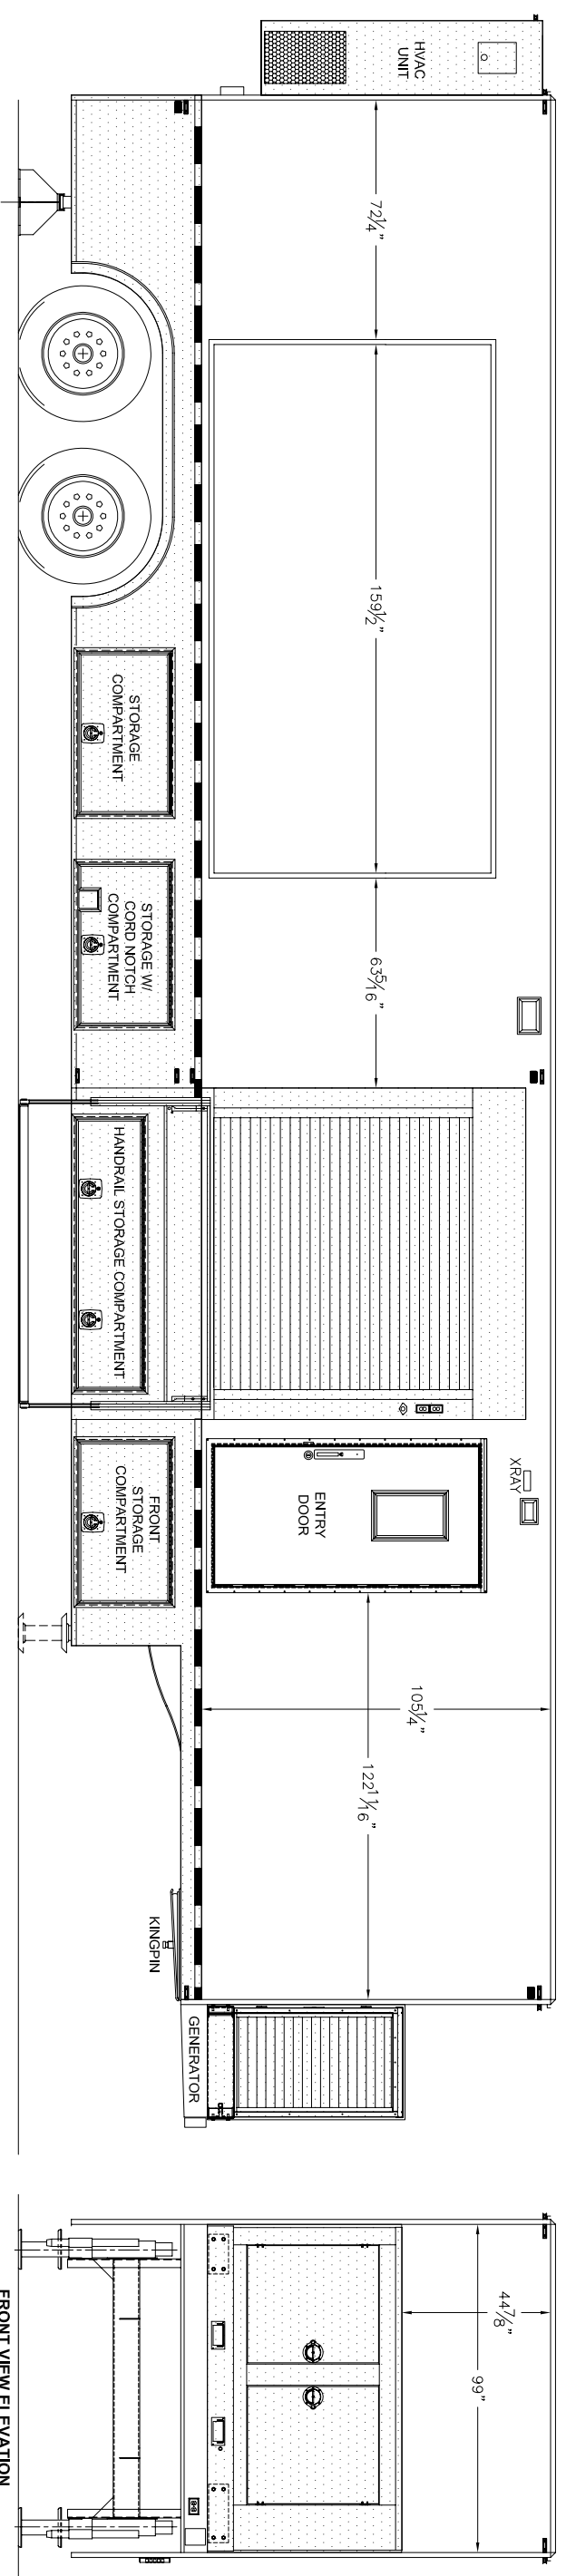 HVAC
UNIT
72¼"
159½"
63⁵⁄₁₆"
STORAGE
COMPARTMENT
STORAGE W/
CORD NOTCH
COMPARTMENT
HANDRAIL STORAGE COMPARTMENT
FRONT
STORAGE
COMPARTMENT
XRAY
ENTRY
DOOR
105¼"
122¹¹⁄₁₆"
KINGPIN
GENERATOR
44⅞"
99"
FRONT VIEW ELEVATION